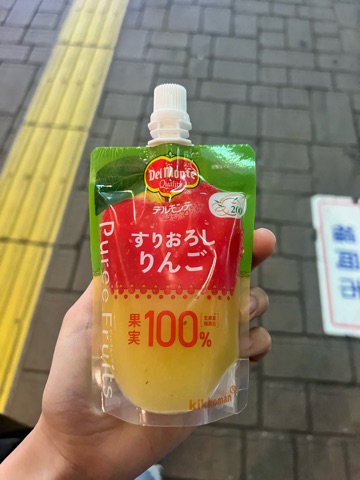 Del Monte
Quality
デルモンテ
200
すりおろし
りんご
果実100%
Puree Fruits
kikkoman